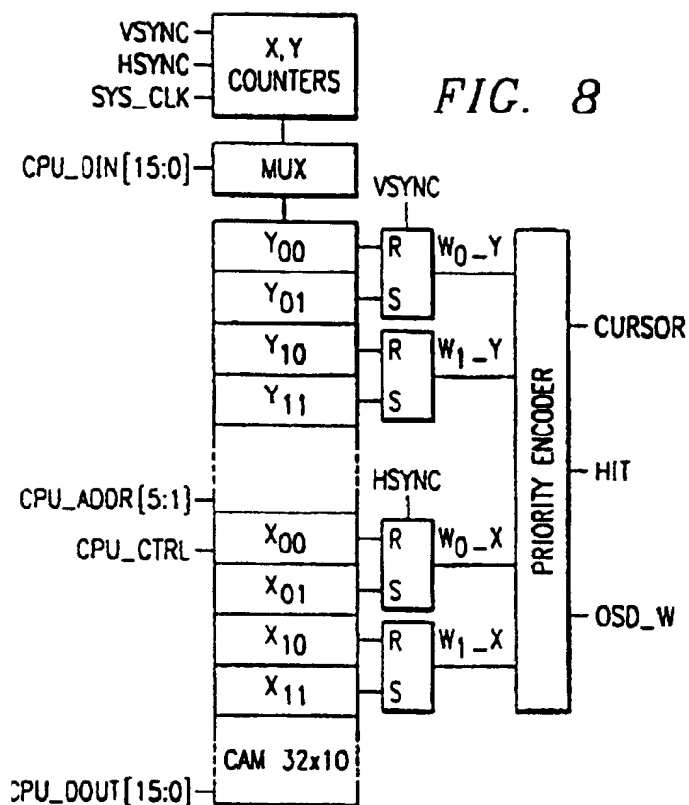 VSYNC
HSYNC
SYS_CLK
X,Y
COUNTERS
FIG. 8
CPU_DIN[15:0]
MUX
VSYNC
Y00
R
W0_Y
Y01
S
Y10
R
W1_Y
Y11
S
CURSOR
PRIORITY ENCODER
HIT
OSD_W
HSYNC
CPU_ADDR[5:1]
CPU_CTRL
X00
R
W0_X
X01
S
X10
R
W1_X
X11
S
CAM 32x10
CPU_DOUT[15:0]